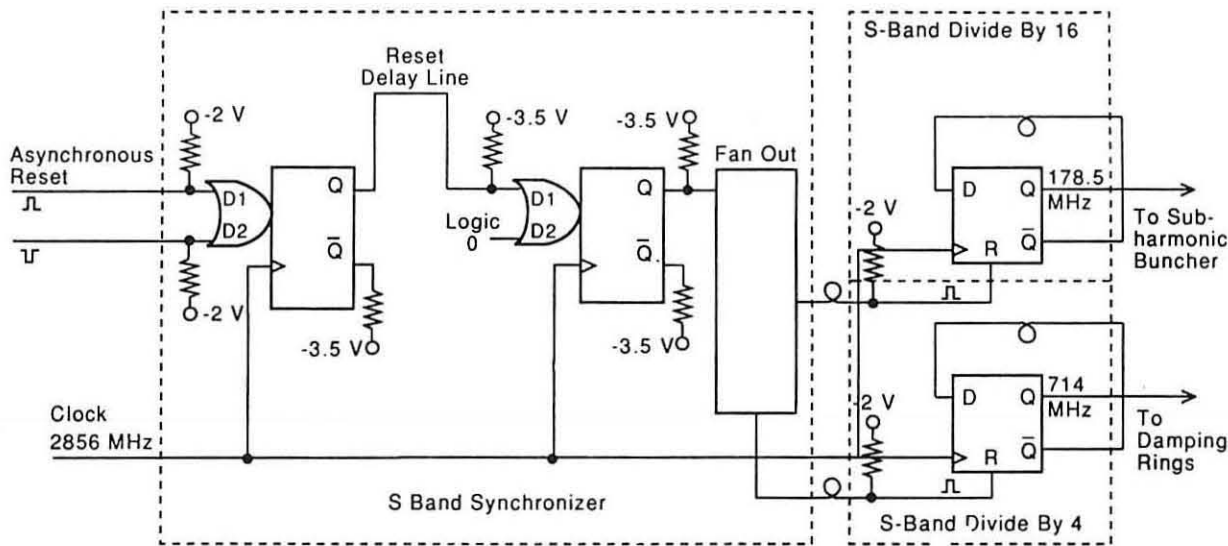 S-Band Divide By 16
Reset
Delay Line
-2 V
-3.5 V
-3.5 V
Asynchronous
Reset
Fan Out
D1
D2
Q
Q̅
Logic
0
D1
D2
Q
Q̅
-2 V
D
Q
Q̅
R
178.5
MHz
To Sub-
harmonic
Buncher
-2 V
-3.5 V
-3.5 V
Clock
2856 MHz
-2 V
D
Q
Q̅
R
714
MHz
To
Damping
Rings
S Band Synchronizer
S-Band Divide By 4